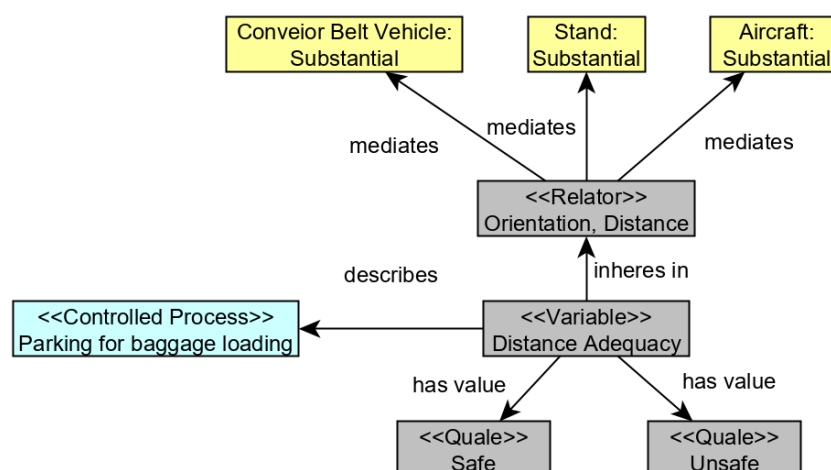 Conveior Belt Vehicle:
Substantial
Stand:
Substantial
Aircraft:
Substantial
mediates
mediates
mediates
<<Relator>>
Orientation, Distance
describes
inheres in
<<Controlled Process>>
Parking for baggage loading
<<Variable>>
Distance Adequacy
has value
has value
<<Quale>>
Safe
<<Quale>>
Unsafe